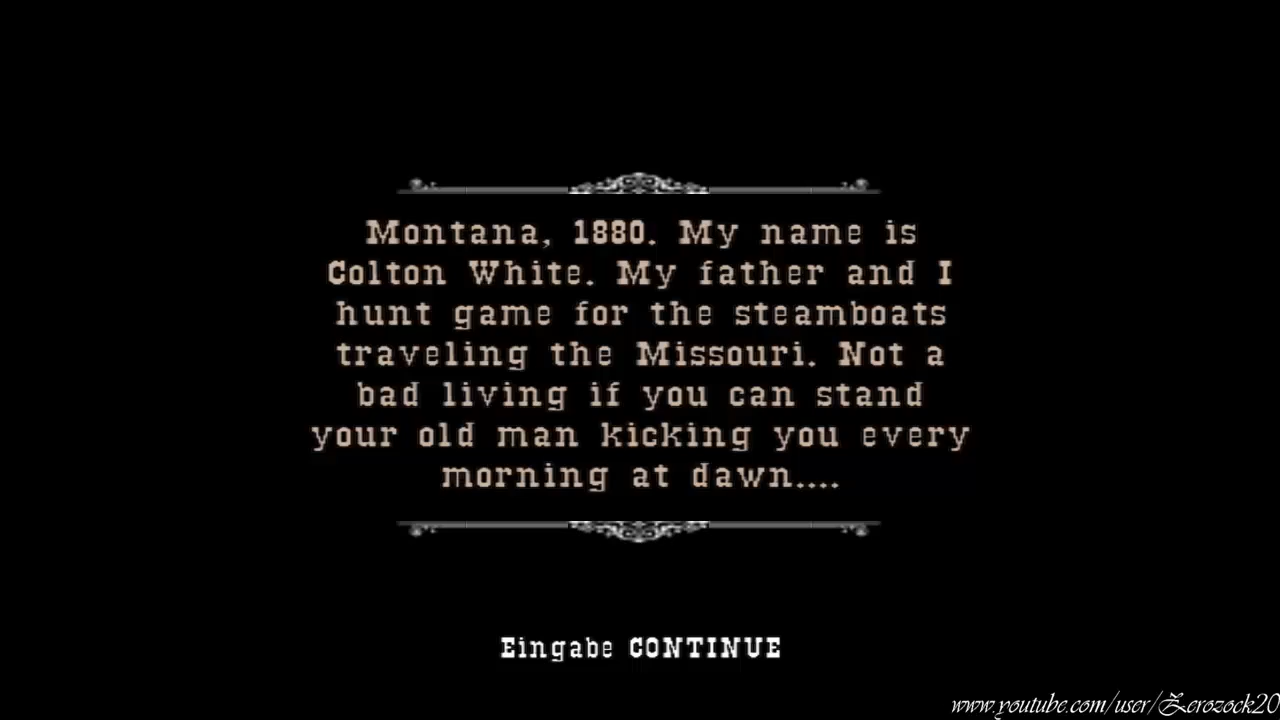 Montana, 1880. My name is
Colton White. My father and I
hunt game for the steamboats
traveling the Missouri. Not a
bad living if you can stand
your old man kicking you every
morning at dawn....
Eingabe CONTINUE
www.youtube.com/user/Zerozock20